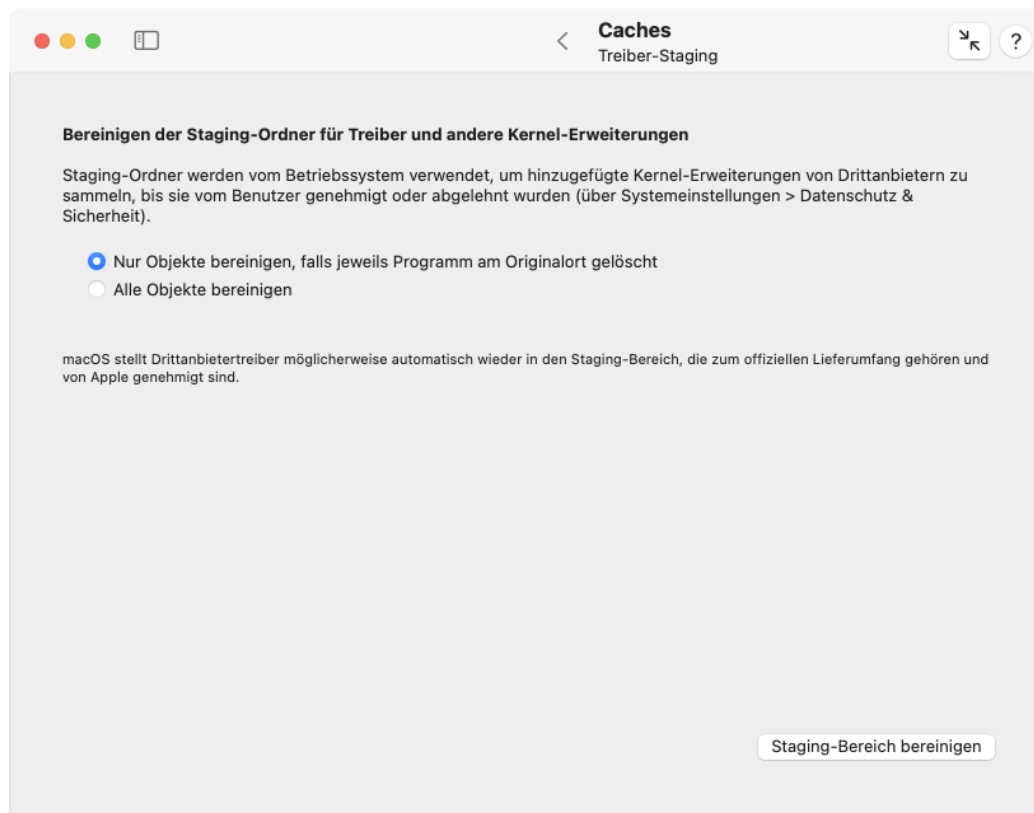 Caches
Treiber-Staging
?
Bereinigen der Staging-Ordner für Treiber und andere Kernel-Erweiterungen
Staging-Ordner werden vom Betriebssystem verwendet, um hinzugefügte Kernel-Erweiterungen von Drittanbietern zu
sammeln, bis sie vom Benutzer genehmigt oder abgelehnt wurden (über Systemeinstellungen > Datenschutz &
Sicherheit).
Nur Objekte bereinigen, falls jeweils Programm am Originalort gelöscht
Alle Objekte bereinigen
macOS stellt Drittanbietertreiber möglicherweise automatisch wieder in den Staging-Bereich, die zum offiziellen Lieferumfang gehören und
von Apple genehmigt sind.
Staging-Bereich bereinigen